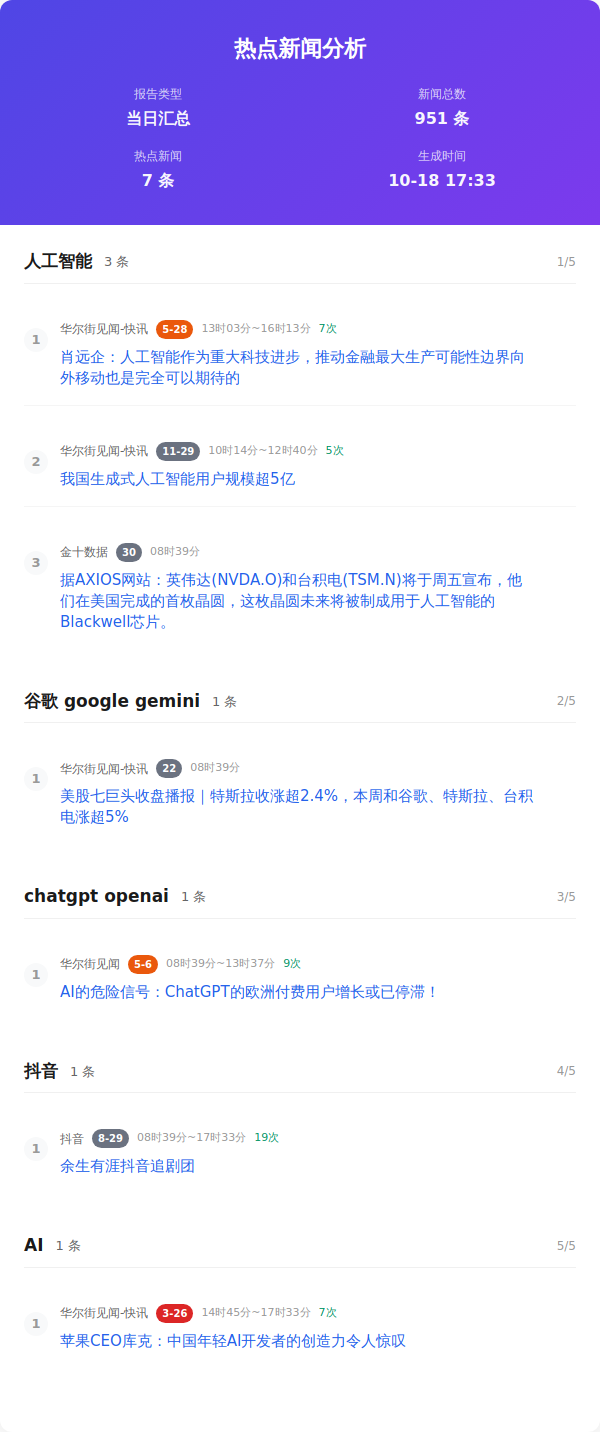 热点新闻分析
报告类型
当日汇总
新闻总数
951 条
热点新闻
7 条
生成时间
10-18 17:33
人工智能 3 条 1/5
1
华尔街见闻-快讯 5-28 13时03分~16时13分 7次
肖远企：人工智能作为重大科技进步，推动金融最大生产可能性边界向
外移动也是完全可以期待的
2
华尔街见闻-快讯 11-29 10时14分~12时40分 5次
我国生成式人工智能用户规模超5亿
3
金十数据 30 08时39分
据AXIOS网站：英伟达(NVDA.O)和台积电(TSM.N)将于周五宣布，他
们在美国完成的首枚晶圆，这枚晶圆未来将被制成用于人工智能的
Blackwell芯片。
谷歌 google gemini 1 条 2/5
1
华尔街见闻-快讯 22 08时39分
美股七巨头收盘播报｜特斯拉收涨超2.4%，本周和谷歌、特斯拉、台积
电涨超5%
chatgpt openai 1 条 3/5
1
华尔街见闻 5-6 08时39分~13时37分 9次
AI的危险信号：ChatGPT的欧洲付费用户增长或已停滞！
抖音 1 条 4/5
1
抖音 8-29 08时39分~17时33分 19次
余生有涯抖音追剧团
AI 1 条 5/5
1
华尔街见闻-快讯 3-26 14时45分~17时33分 7次
苹果CEO库克：中国年轻AI开发者的创造力令人惊叹